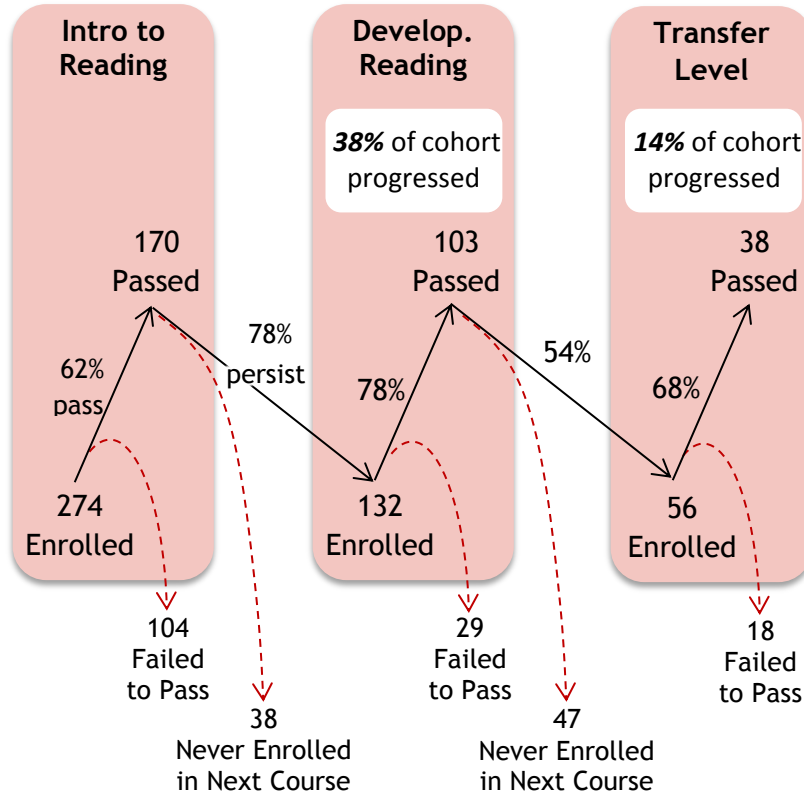 Intro to
Reading
Develop.
Reading
Transfer
Level
38% of cohort
progressed
14% of cohort
progressed
170
Passed
103
Passed
38
Passed
62%
pass
78%
persist
78%
54%
68%
274
Enrolled
132
Enrolled
56
Enrolled
104
Failed
to Pass
38
Never Enrolled
in Next Course
29
Failed
to Pass
47
Never Enrolled
in Next Course
18
Failed
to Pass